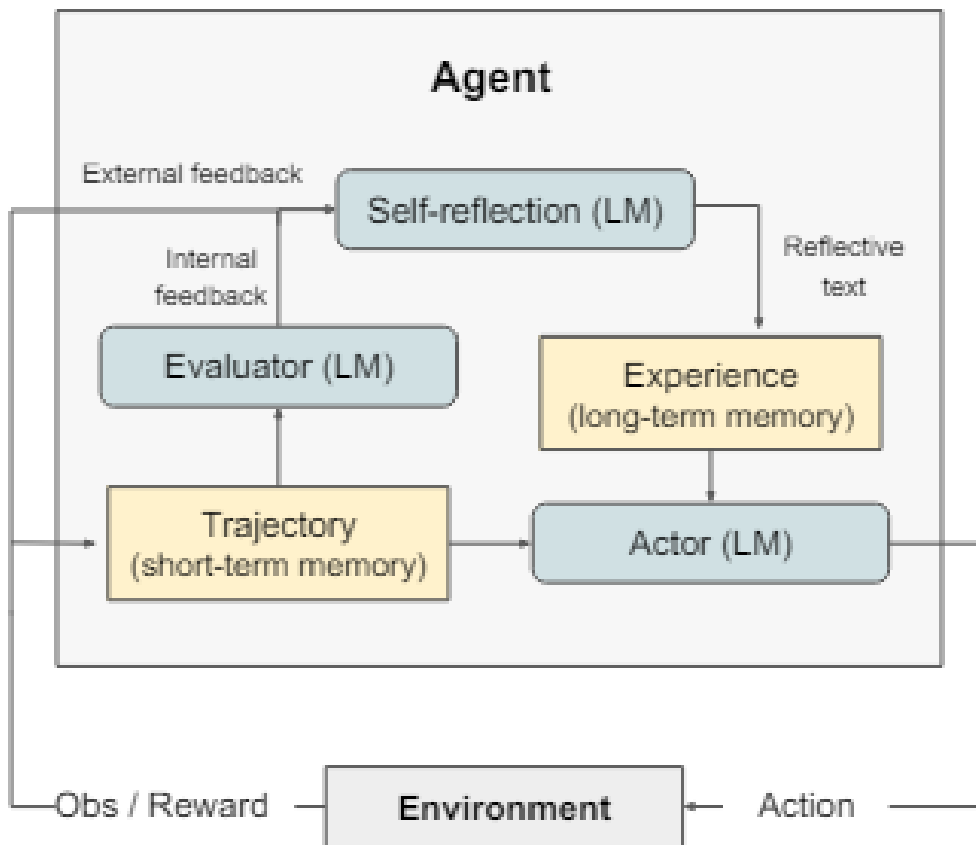 Agent
External feedback
Self-reflection (LM)
Internal
feedback
Reflective
text
Evaluator (LM)
Experience
(long-term memory)
Trajectory
(short-term memory)
Actor (LM)
Obs / Reward
Environment
Action